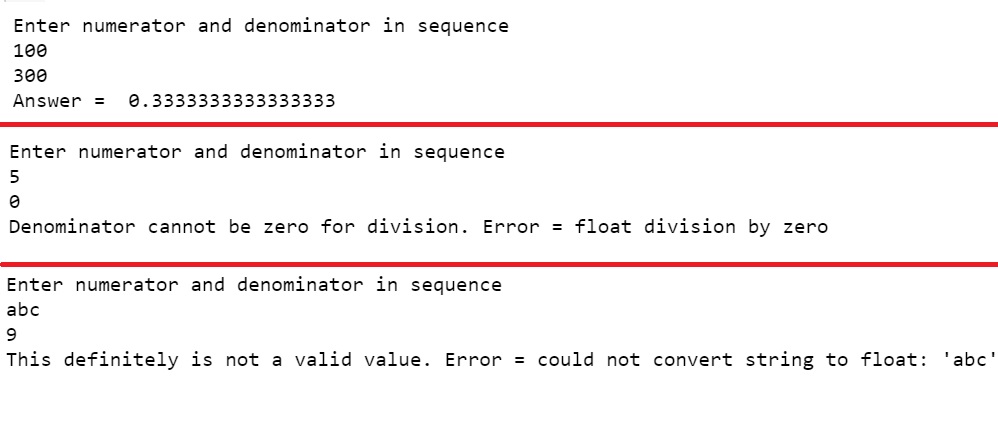 Enter numerator and denominator in sequence
100
300
Answer =  0.3333333333333333
Enter numerator and denominator in sequence
5
0
Denominator cannot be zero for division. Error = float division by zero
Enter numerator and denominator in sequence
abc
9
This definitely is not a valid value. Error = could not convert string to float: 'abc'